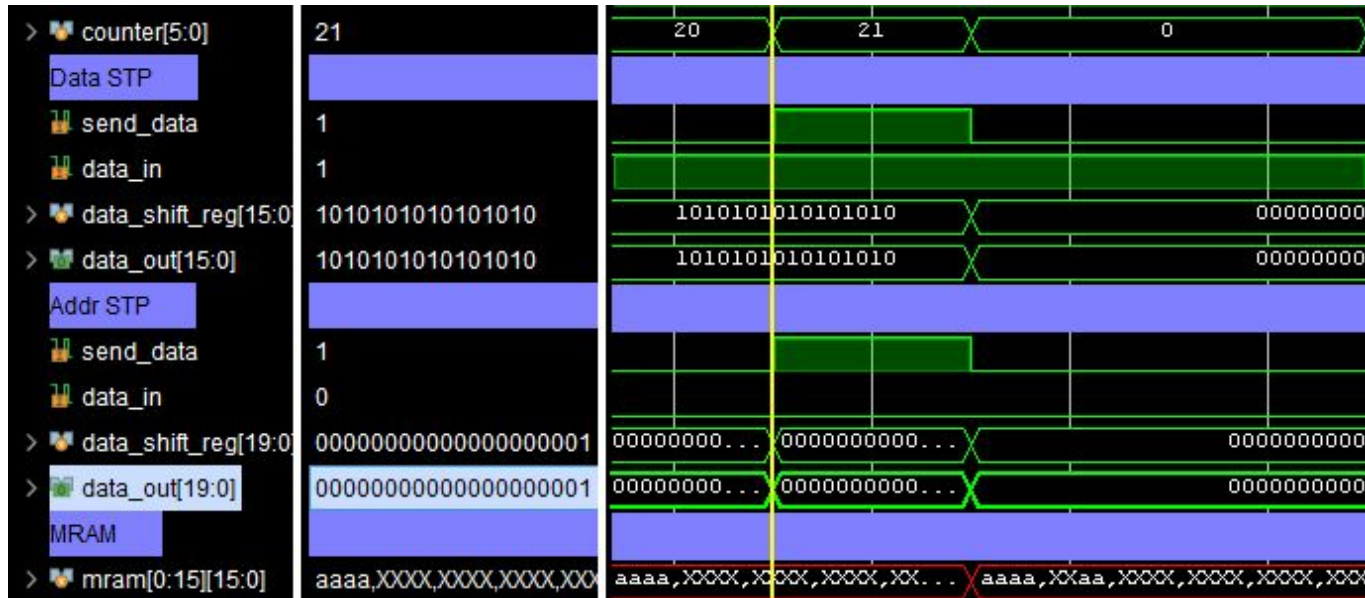 counter[5:0] 21 20 21 0
Data STP
send_data 1
data_in 1
data_shift_reg[15:0] 1010101010101010 1010101010101010 00000000
data_out[15:0] 1010101010101010 1010101010101010 00000000
Addr STP
send_data 1
data_in 0
data_shift_reg[19:0] 00000000000000000001 00000000... 0000000000... 0000000000
data_out[19:0] 00000000000000000001 00000000... 0000000000... 0000000000
MRAM
mram[0:15][15:0] aaaa,XXXX,XXXX,XXXX,XXX aaaa,XXXX,XXXX,XXXX,XX... aaaa,XXaa,XXXX,XXXX,XXXX,XXX